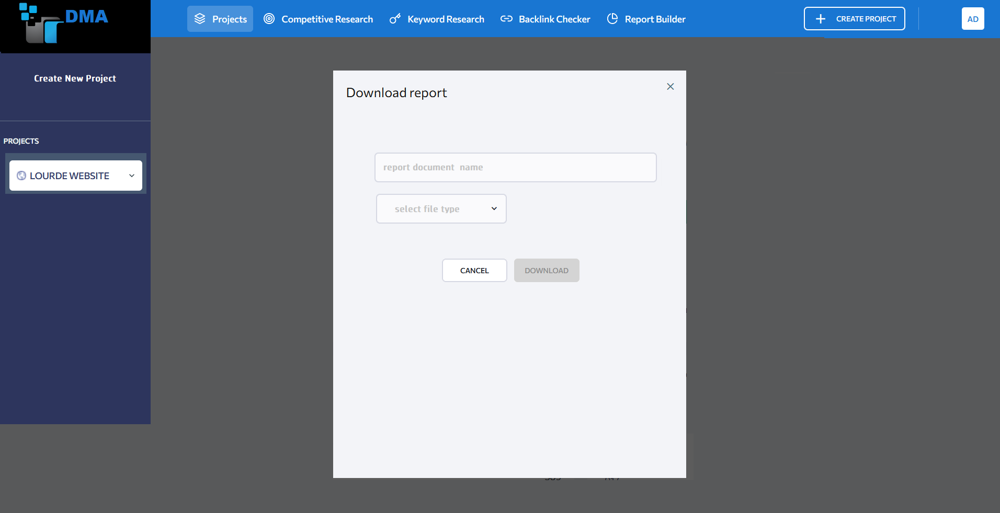 DMA
Projects
Competitive Research
Keyword Research
Backlink Checker
Report Builder
CREATE PROJECT
AD
Create New Project
PROJECTS
LOURDE WEBSITE
Download report
report document name
select file type
CANCEL
DOWNLOAD